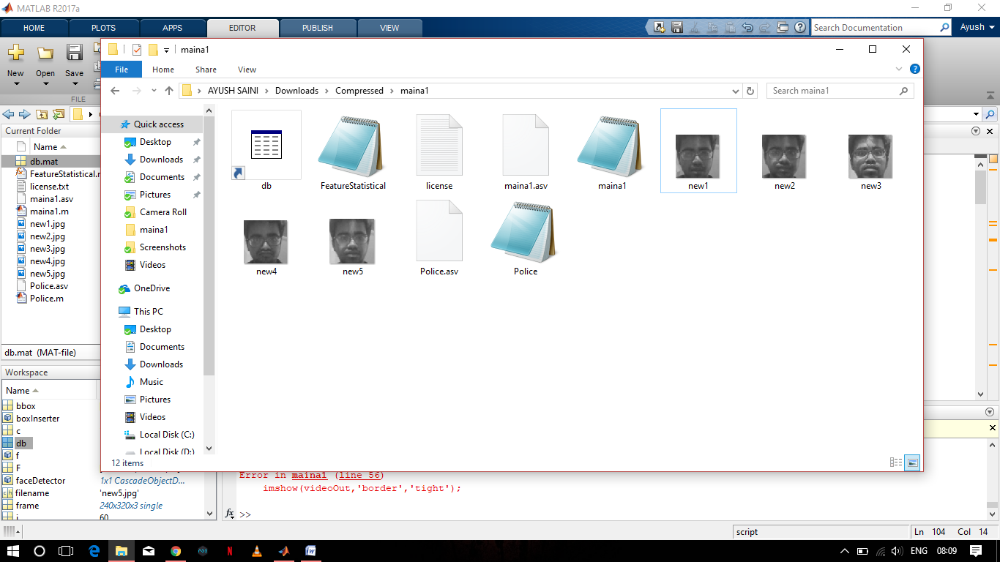 MATLAB R2017a
HOME PLOTS APPS EDITOR PUBLISH VIEW Search Documentation Ayush
New Open Save
FILE
maina1
File Home Share View
AYUSH SAINI Downloads Compressed maina1 Search maina1
Current Folder
Name
db.mat
FeatureStatistical.
license.txt
maina1.asv
maina1.m
new1.jpg
new2.jpg
new3.jpg
new4.jpg
new5.jpg
Police.asv
Police.m
db.mat (MAT-file)
Workspace
Name
bbox
boxInserter
c
db
f
F
faceDetector 1x1 CascadeObjectD...
filename 'new5.jpg'
frame 240x320x3 single
i 60
Quick access
Desktop
Downloads
Documents
Pictures
Camera Roll
maina1
Screenshots
Videos
OneDrive
This PC
Desktop
Documents
Downloads
Music
Pictures
Videos
Local Disk (C:)
Local Disk (D:)
db FeatureStatistical license maina1.asv maina1 new1 new2 new3
new4 new5 Police.asv Police
12 items
Error in maina1 (line 56)
imshow(videoOut,'border','tight');
fx >>
script Ln 104 Col 14
ENG 08:09